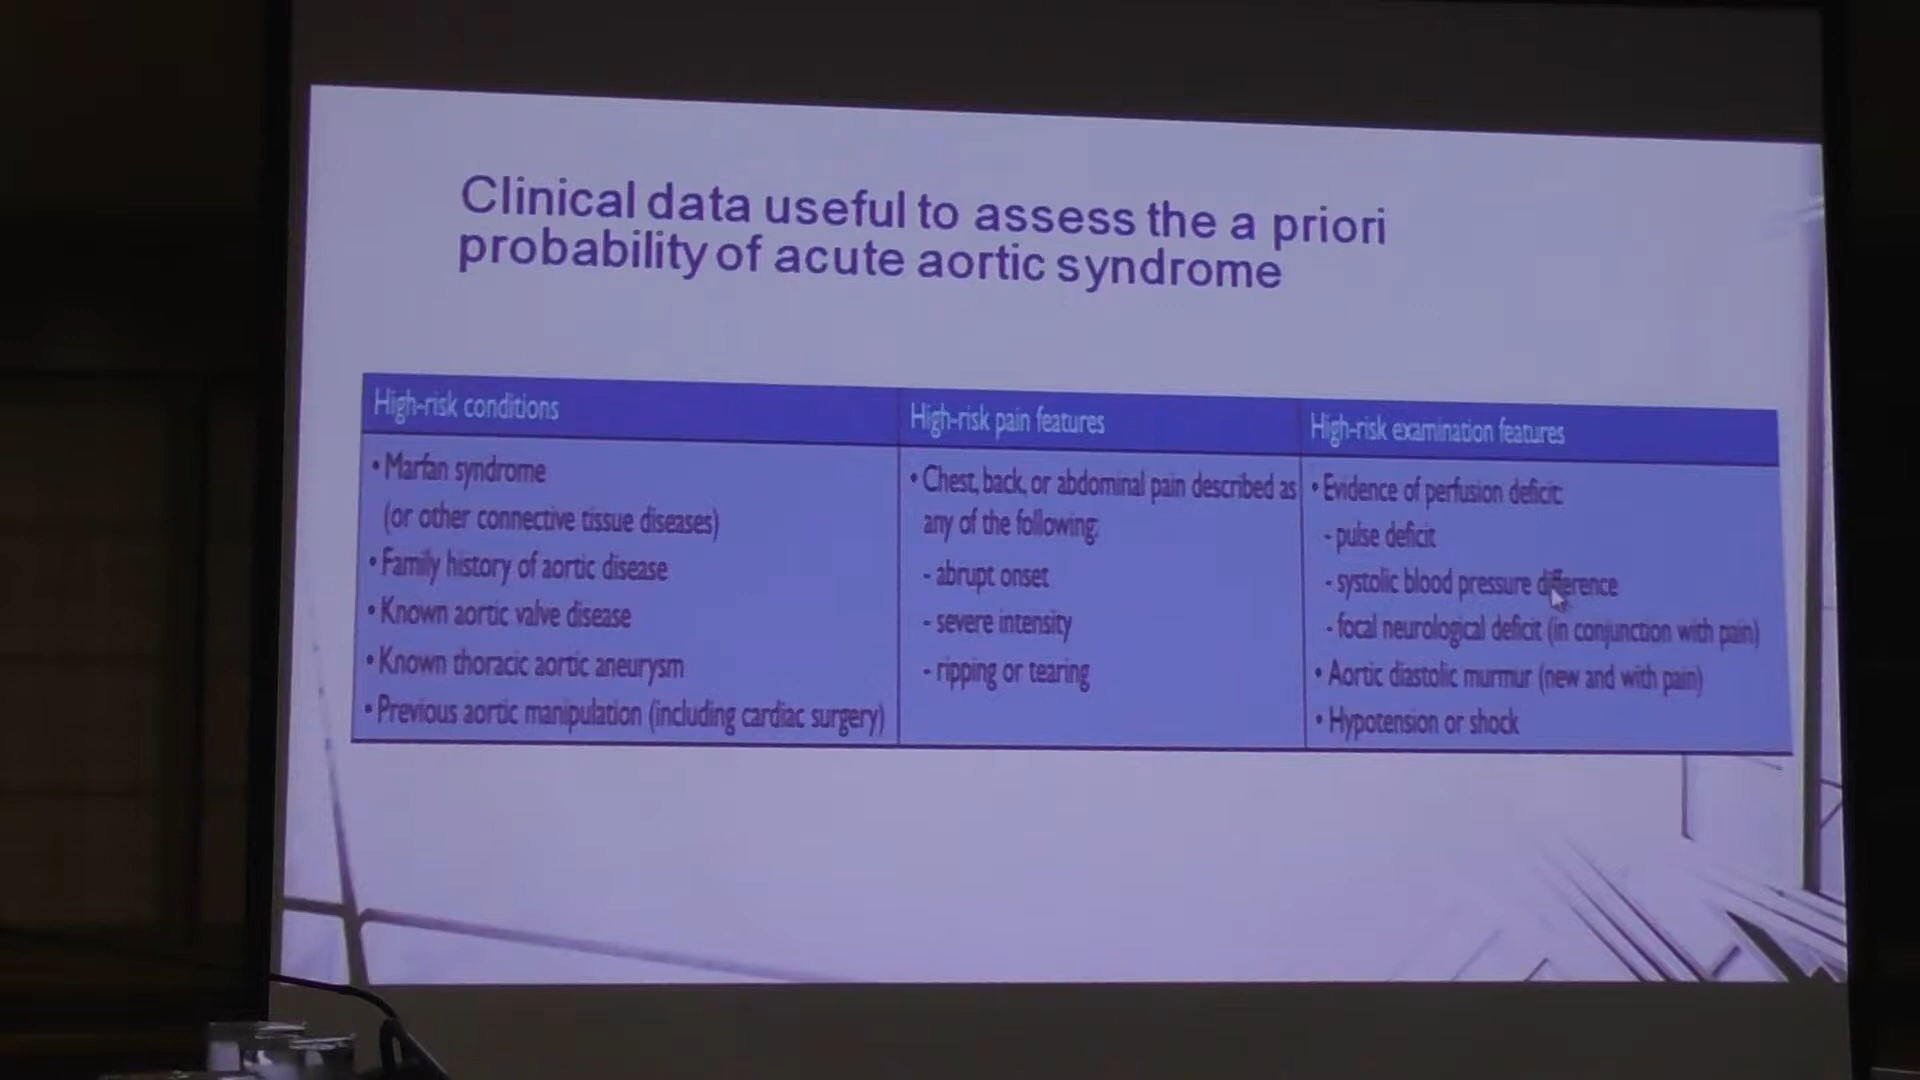 Clinical data useful to assess the a priori
probability of acute aortic syndrome
High-risk conditions
• Marfan syndrome
(or other connective tissue diseases)
• Family history of aortic disease
• Known aortic valve disease
• Known thoracic aortic aneurysm
• Previous aortic manipulation (including cardiac surgery)
High-risk pain features
• Chest, back, or abdominal pain described as
any of the following:
- abrupt onset
- severe intensity
- ripping or tearing
High-risk examination features
• Evidence of perfusion deficit:
- pulse deficit
- systolic blood pressure difference
- focal neurological deficit (in conjunction with pain)
• Aortic diastolic murmur (new and with pain)
• Hypotension or shock